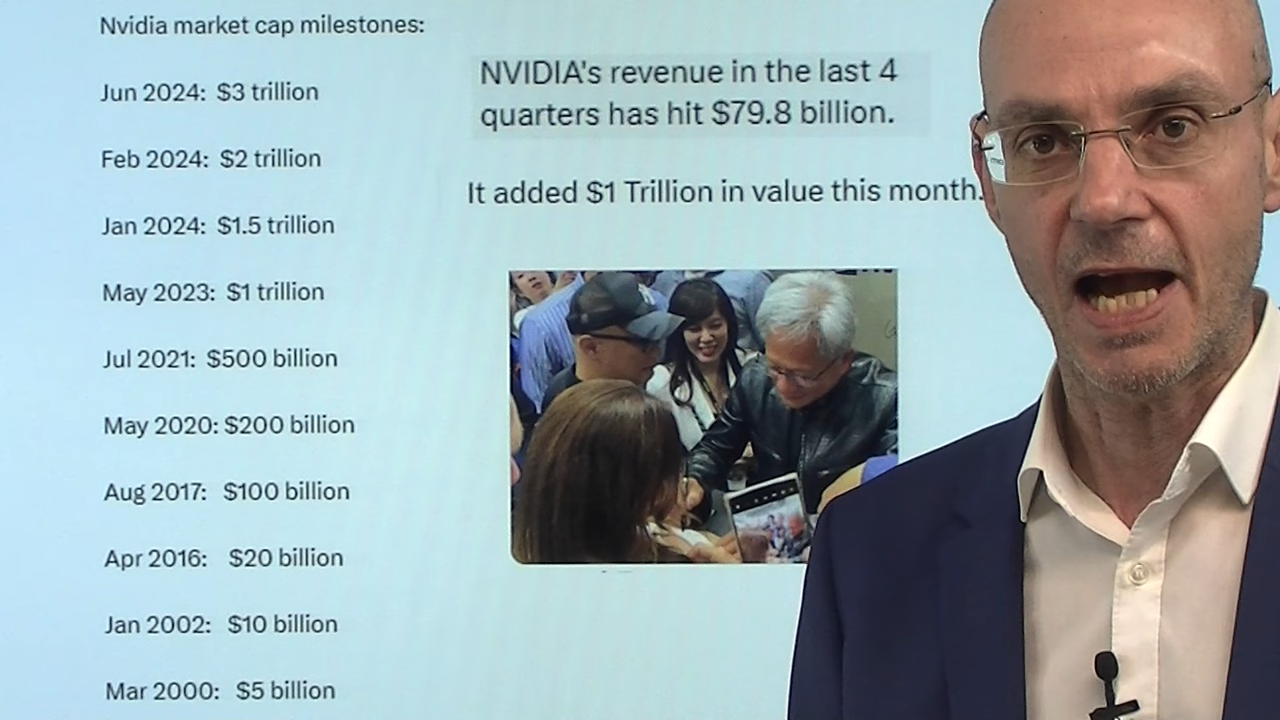 Nvidia market cap milestones:
Jun 2024: $3 trillion
Feb 2024: $2 trillion
Jan 2024: $1.5 trillion
May 2023: $1 trillion
Jul 2021: $500 billion
May 2020: $200 billion
Aug 2017: $100 billion
Apr 2016: $20 billion
Jan 2002: $10 billion
Mar 2000: $5 billion
NVIDIA's revenue in the last 4
quarters has hit $79.8 billion.
It added $1 Trillion in value this month.